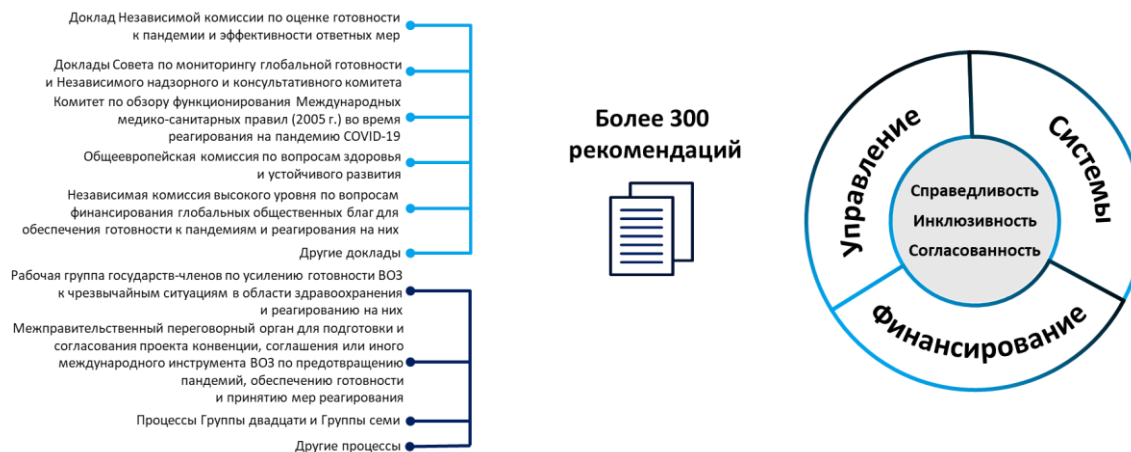 Доклад Независимой комиссии по оценке готовности
к пандемии и эффективности ответных мер
Доклады Совета по мониторингу глобальной готовности
и Независимого надзорного и консультативного комитета
Комитет по обзору функционирования Международных
медико-санитарных правил (2005 г.) во время
реагирования на пандемию COVID-19
Общеевропейская комиссия по вопросам здоровья
и устойчивого развития
Независимая комиссия высокого уровня по вопросам
финансирования глобальных общественных благ для
обеспечения готовности к пандемиям и реагирования на них
Другие доклады
Рабочая группа государств-членов по усилению готовности ВОЗ
к чрезвычайным ситуациям в области здравоохранения
и реагированию на них
Межправительственный переговорный орган для подготовки и
согласования проекта конвенции, соглашения или иного
международного инструмента ВОЗ по предотвращению
пандемий, обеспечению готовности
и принятию мер реагирования
Процессы Группы двадцати и Группы семи
Другие процессы
Более 300
рекомендаций
Управление
Системы
Финансирование
Справедливость
Инклюзивность
Согласованность